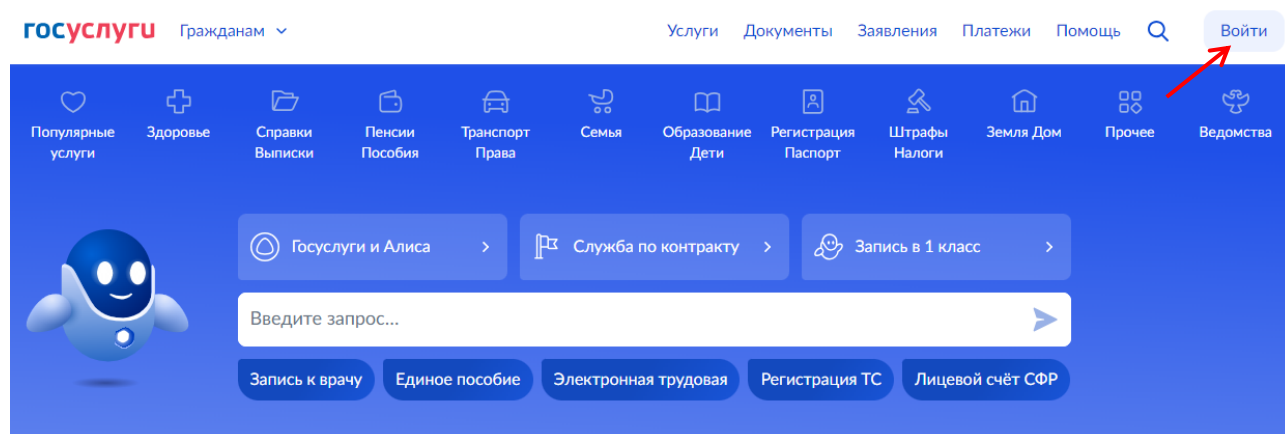 госуслуги Гражданам Услуги Документы Заявления Платежи Помощь Войти
Популярные услуги
Здоровье
Справки Выписки
Пенсии Пособия
Транспорт Права
Семья
Образование Дети
Регистрация Паспорт
Штрафы Налоги
Земля Дом
Прочее
Ведомства
Госуслуги и Алиса
Служба по контракту
Запись в 1 класс
Введите запрос...
Запись к врачу
Единое пособие
Электронная трудовая
Регистрация ТС
Лицевой счёт СФР